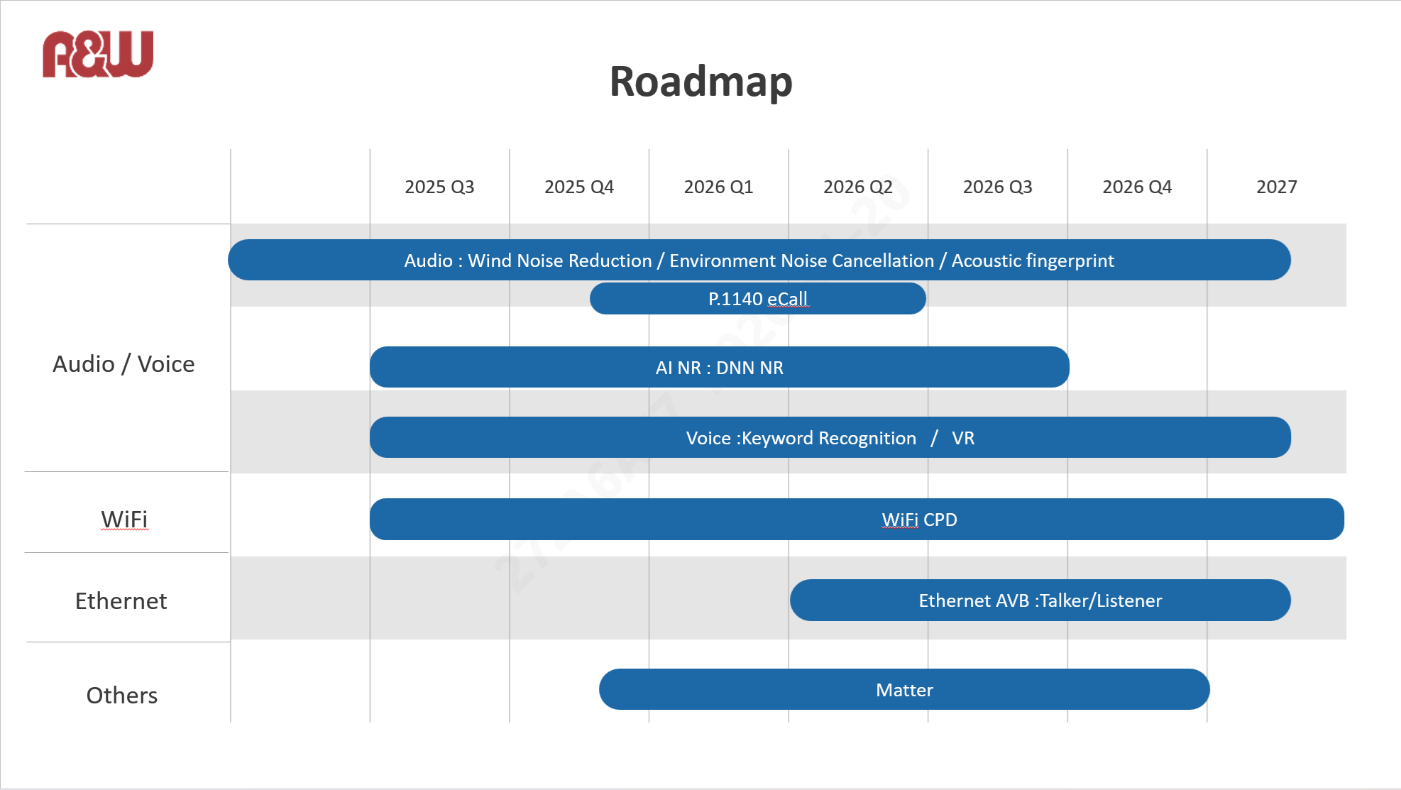 A&W
Roadmap
2025 Q3 2025 Q4 2026 Q1 2026 Q2 2026 Q3 2026 Q4 2027
Audio : Wind Noise Reduction / Environment Noise Cancellation / Acoustic fingerprint
P.1140 eCall
Audio / Voice
AI NR : DNN NR
Voice :Keyword Recognition / VR
WiFi
WiFi CPD
Ethernet
Ethernet AVB :Talker/Listener
Others
Matter